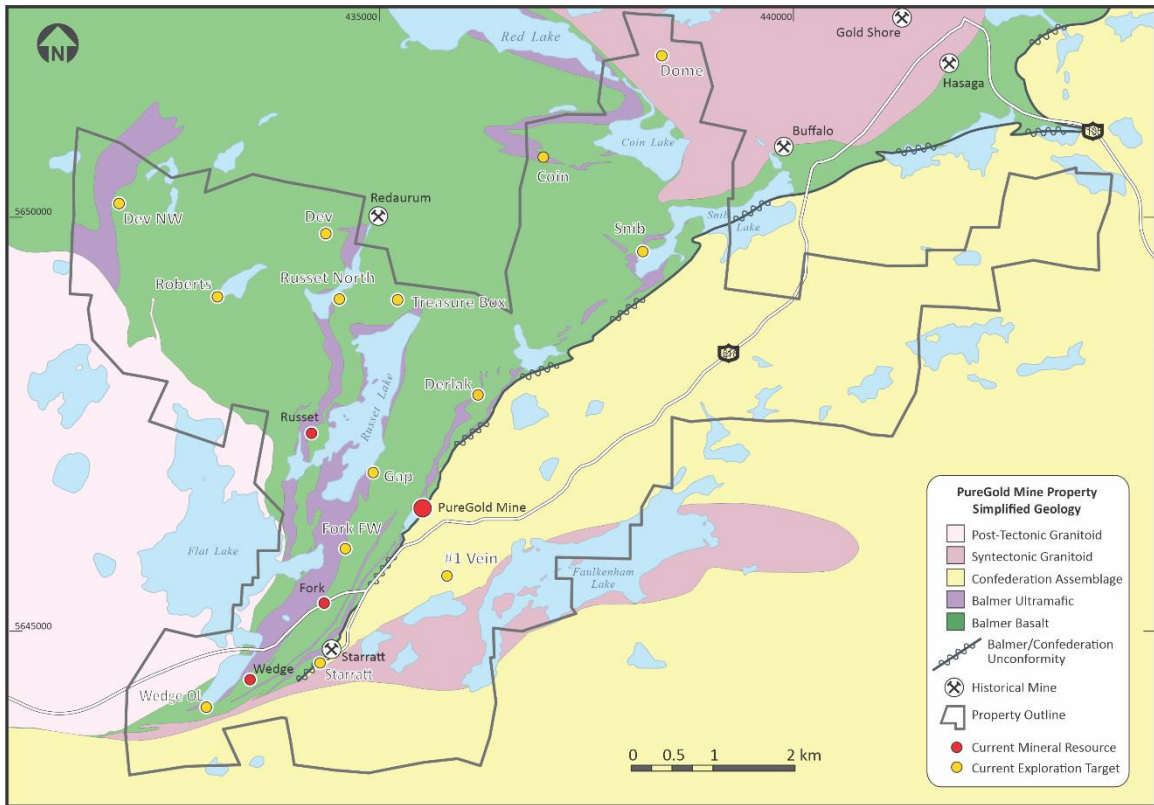 435000
440000
Gold Shore
Red Lake
N
Dome
Hasaga
Buffalo
105
Coin Lake
Coin
Redaurum
5650000
Dev NW
Dev
Snib
Snib
Lake
Roberts
Russet North
Treasure Box
618
Derlak
Russet Lake
Russet
Gap
PureGold Mine
Flat Lake
Fork FW
#1 Vein
Faulkenham
Lake
Fork
5645000
Starratt
Starratt
Wedge
Wedge OL
0 0.5 1 2 km
PureGold Mine Property
Simplified Geology
Post-Tectonic Granitoid
Syntectonic Granitoid
Confederation Assemblage
Balmer Ultramafic
Balmer Basalt
Balmer/Confederation
Unconformity
Historical Mine
Property Outline
Current Mineral Resource
Current Exploration Target